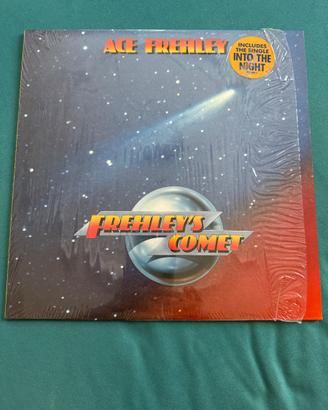 ACE FREHLEY
INCLUDES
THE SINGLE
INTO THE
NIGHT
FREHLEY'S
COMET